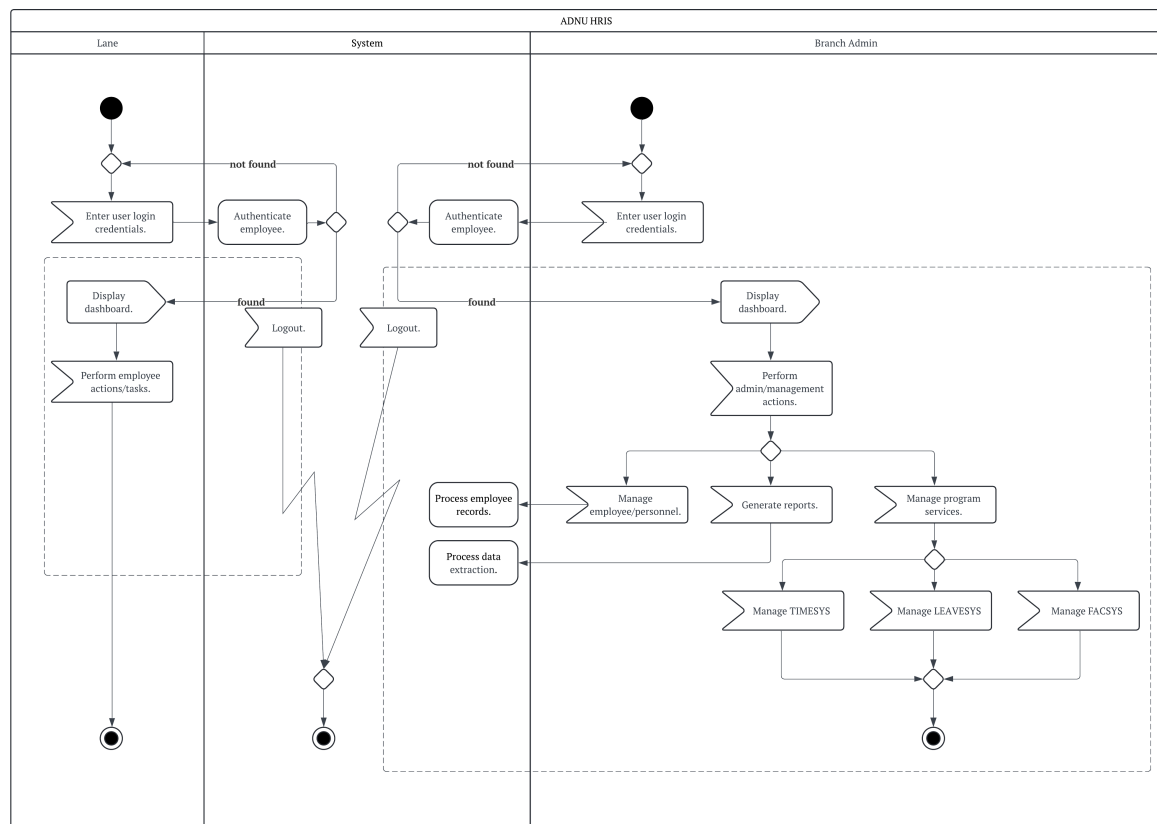 ADNU HRIS
Lane
System
Branch Admin
not found
not found
Enter user login
credentials.
Authenticate
employee.
Authenticate
employee.
Enter user login
credentials.
Display
dashboard.
found
found
Display
dashboard.
Logout.
Logout.
Perform employee
actions/tasks.
Perform
admin/management
actions.
Process employee
records.
Manage
employee/personnel.
Generate reports.
Manage program
services.
Process data
extraction.
Manage TIMESYS
Manage LEAVESYS
Manage FACSYS